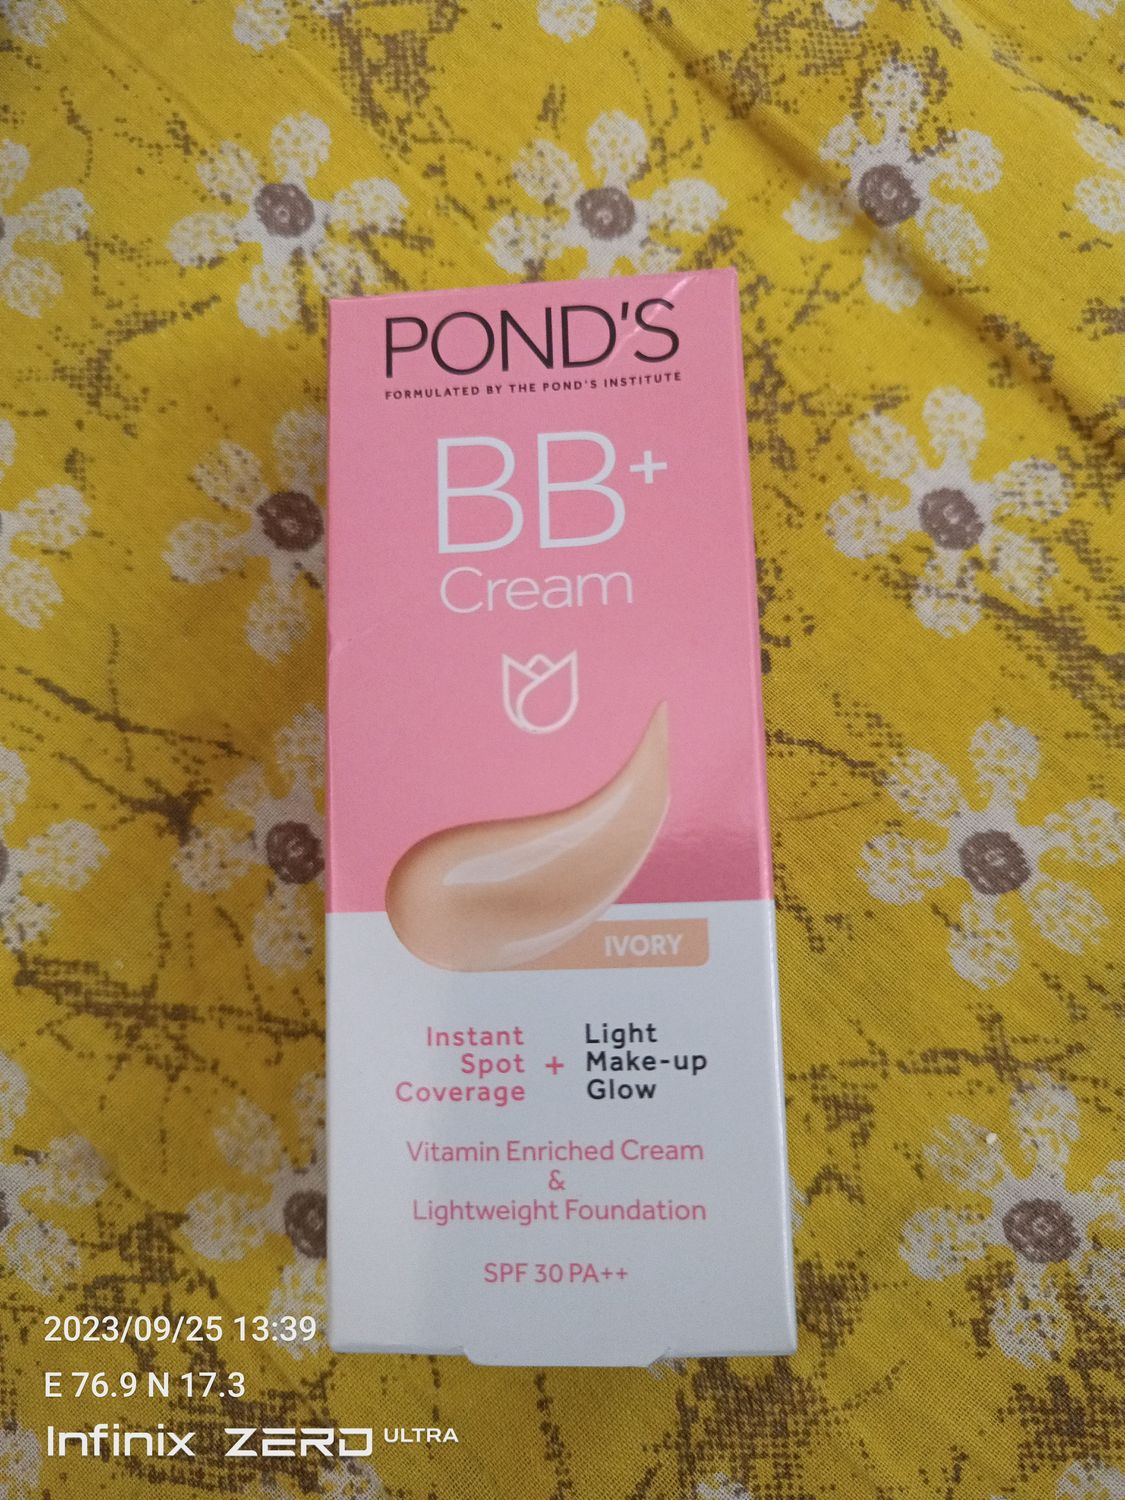 POND'S
FORMULATED BY THE POND'S INSTITUTE
BB+
Cream
IVORY
Instant
Spot
Coverage
+
Light
Make-up
Glow
Vitamin Enriched Cream
&
Lightweight Foundation
SPF 30 PA++
2023/09/25 13:39
E 76.9 N 17.3
Infinix ZERO ULTRA